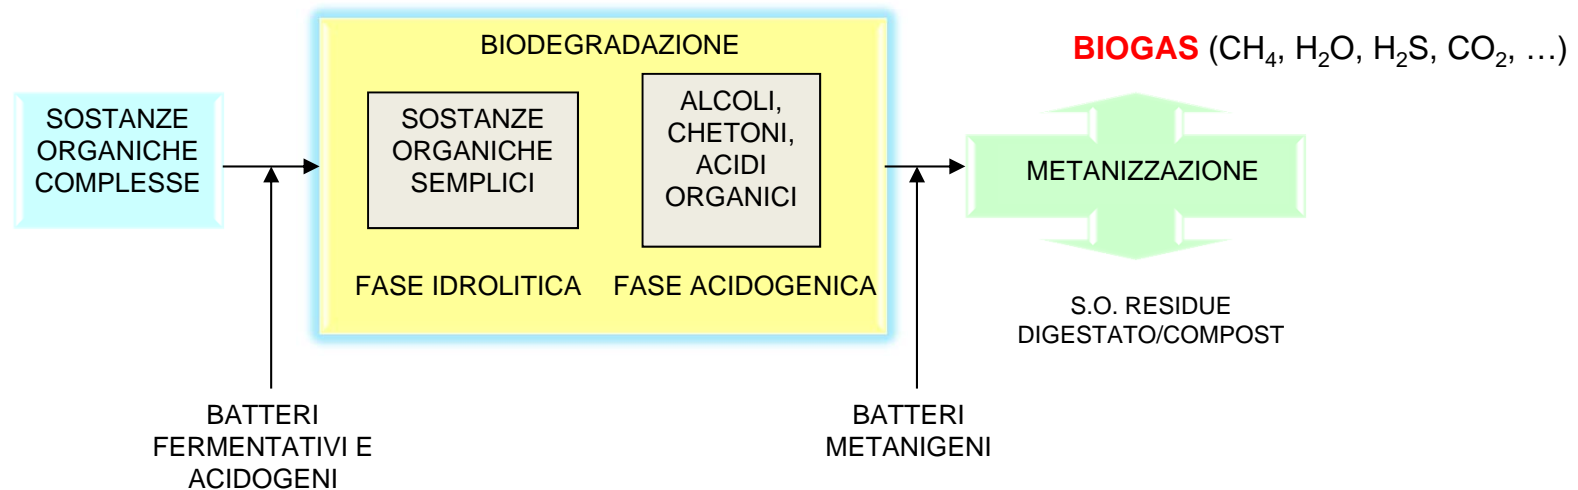 SOSTANZE
ORGANICHE
COMPLESSE
BATTERI
FERMENTATIVI E
ACIDOGENI
BIODEGRADAZIONE
SOSTANZE
ORGANICHE
SEMPLICI
FASE IDROLITICA
ALCOLI,
CHETONI,
ACIDI
ORGANICI
FASE ACIDOGENICA
BATTERI
METANIGENI
BIOGAS (CH₄, H₂O, H₂S, CO₂, …)
METANIZZAZIONE
S.O. RESIDUE
DIGESTATO/COMPOST